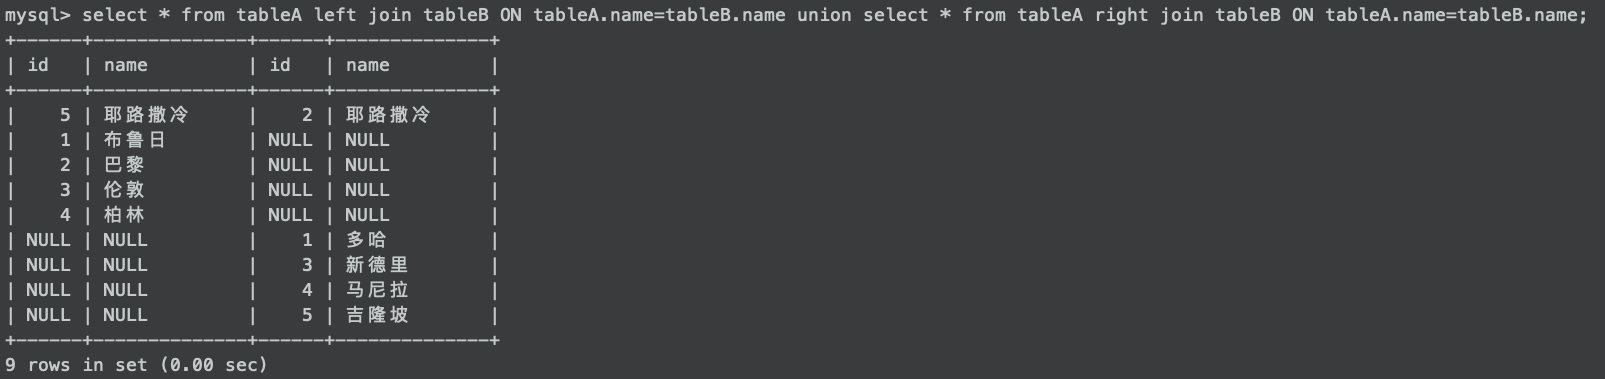 mysql> select * from tableA left join tableB ON tableA.name=tableB.name union select * from tableA right join tableB ON tableA.name=tableB.name;
+------+--------------+------+--------------+
| id   | name         | id   | name         |
+------+--------------+------+--------------+
|    5 | 耶路撒冷     |    2 | 耶路撒冷     |
|    1 | 布鲁日       | NULL | NULL         |
|    2 | 巴黎         | NULL | NULL         |
|    3 | 伦敦         | NULL | NULL         |
|    4 | 柏林         | NULL | NULL         |
| NULL | NULL         |    1 | 多哈         |
| NULL | NULL         |    3 | 新德里       |
| NULL | NULL         |    4 | 马尼拉       |
| NULL | NULL         |    5 | 吉隆坡       |
+------+--------------+------+--------------+
9 rows in set (0.00 sec)